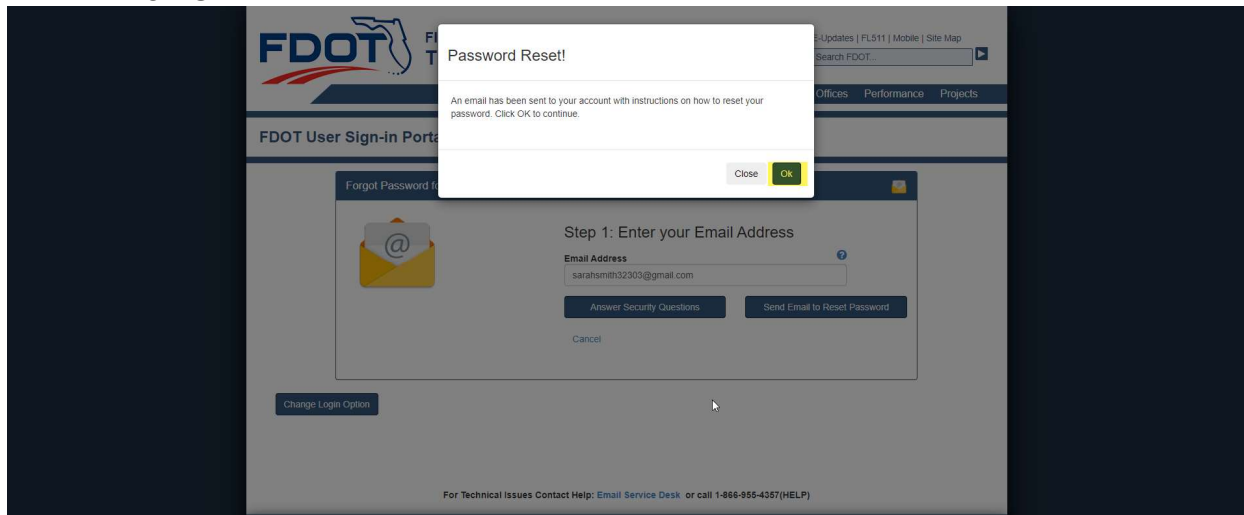 FDOT
Fl
T
E-Updates | FL511 | Mobile | Site Map
Search FDOT...
Offices Performance Projects
Password Reset!
An email has been sent to your account with instructions on how to reset your
password. Click OK to continue.
Close Ok
FDOT User Sign-in Porta
Forgot Password fo
@
Step 1: Enter your Email Address
Email Address
sarahsmith32303@gmail.com
Answer Security Questions Send Email to Reset Password
Cancel
Change Login Option
For Technical Issues Contact Help: Email Service Desk or call 1-866-955-4357(HELP)